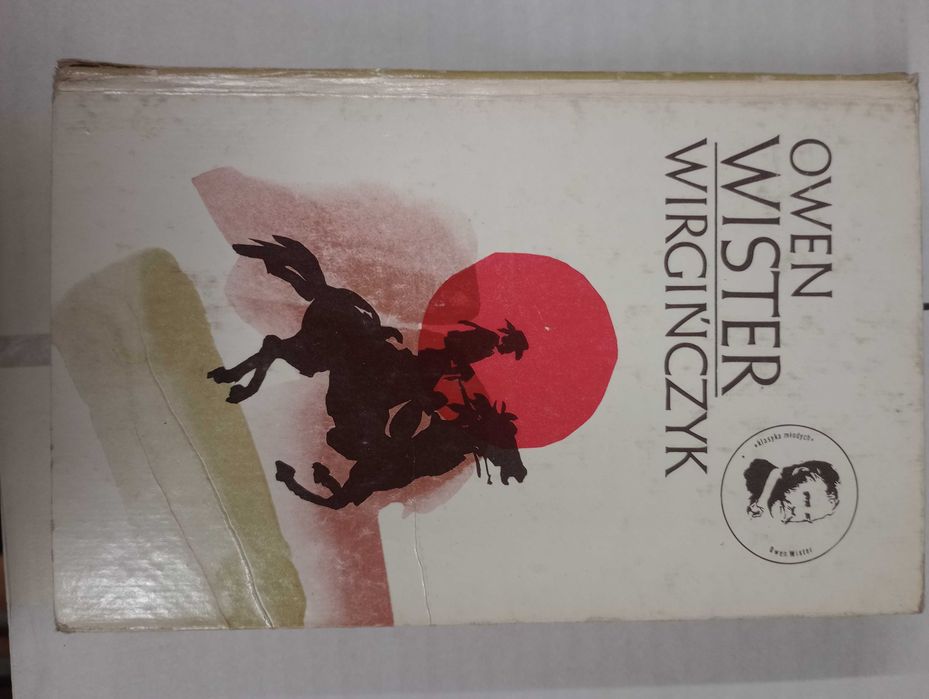 OWEN
WISTER
WIRGIŃCZYK
•klasyka młodych•
Owen Wister